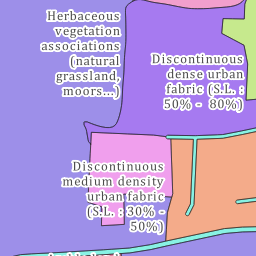 Herbaceous
vegetation
associations
(natural
grassland,
moors...)
Discontinuous
dense urban
fabric (S.L. :
50% - 80%)
Discontinuous
medium density
urban fabric
(S.L. : 30% -
50%)